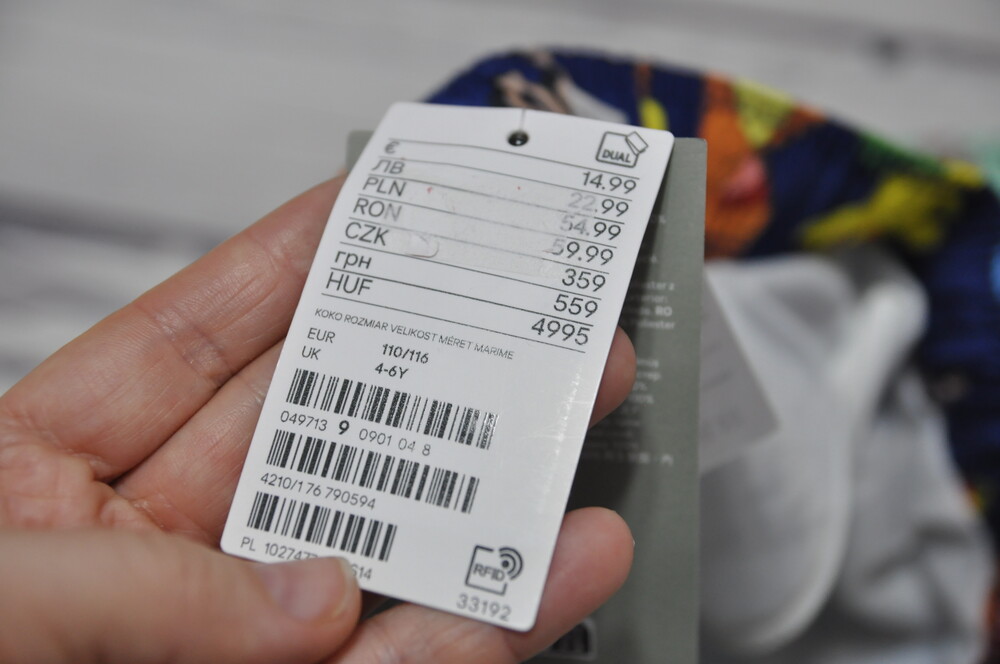 DUAL
€ 14.99
ЛВ 22.99
PLN 54.99
RON 59.99
CZK 359
грн 559
HUF 4995
KOKO ROZMIAR VELIKOST MÉRET MARIME
EUR 110/116
UK 4-6Y
049713 9 0901 04 8
4210/1 76 790594
PL
RFID
33192